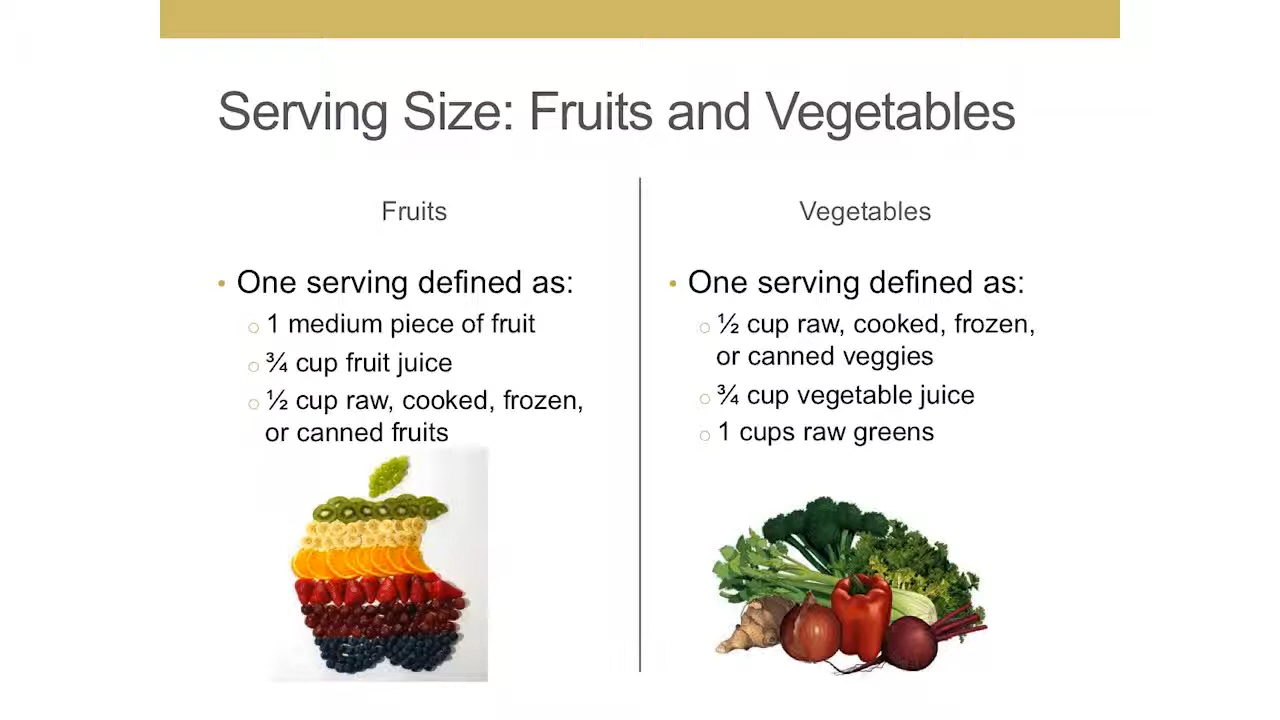 Serving Size: Fruits and Vegetables
Fruits
• One serving defined as:
○ 1 medium piece of fruit
○ ¾ cup fruit juice
○ ½ cup raw, cooked, frozen,
or canned fruits
Vegetables
• One serving defined as:
○ ½ cup raw, cooked, frozen,
or canned veggies
○ ¾ cup vegetable juice
○ 1 cups raw greens